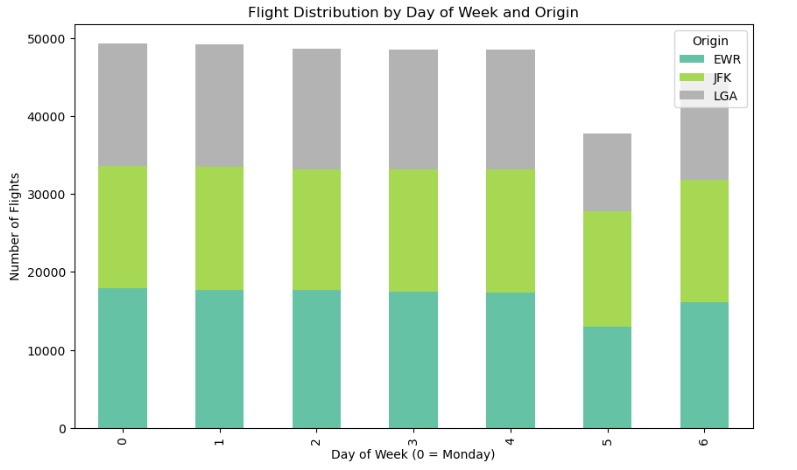 Flight Distribution by Day of Week and Origin
Origin
EWR
JFK
LGA
50000
40000
30000
20000
10000
0
Number of Flights
0 1 2 3 4 5 6
Day of Week (0 = Monday)